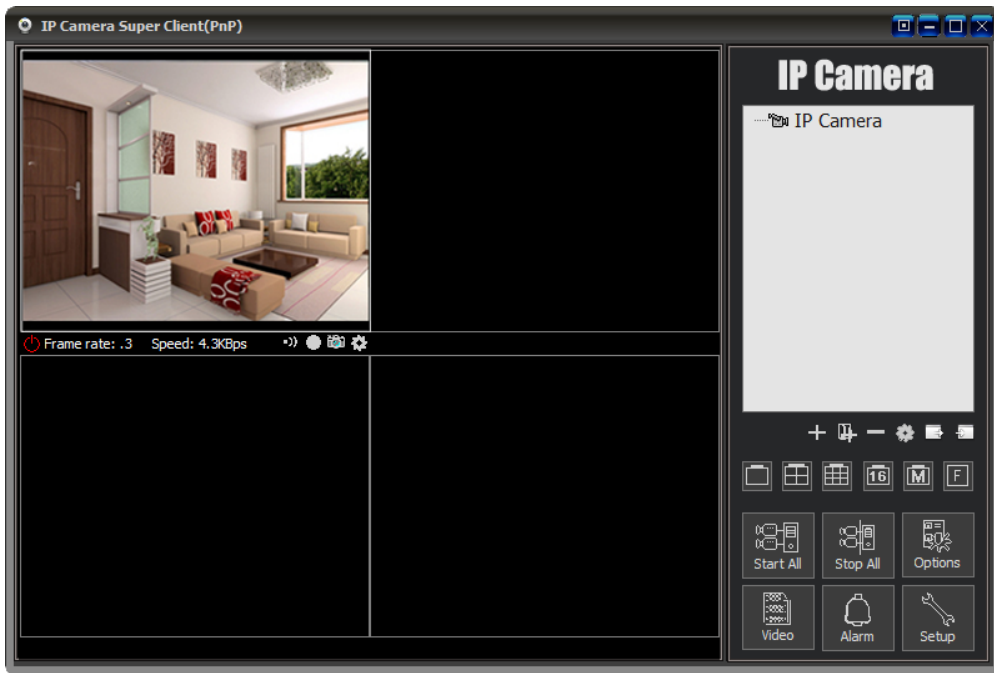 IP Camera Super Client(PnP)
IP Camera
IP Camera
Frame rate: .3 Speed: 4.3KBps
16 M F
Start All Stop All Options
Video Alarm Setup